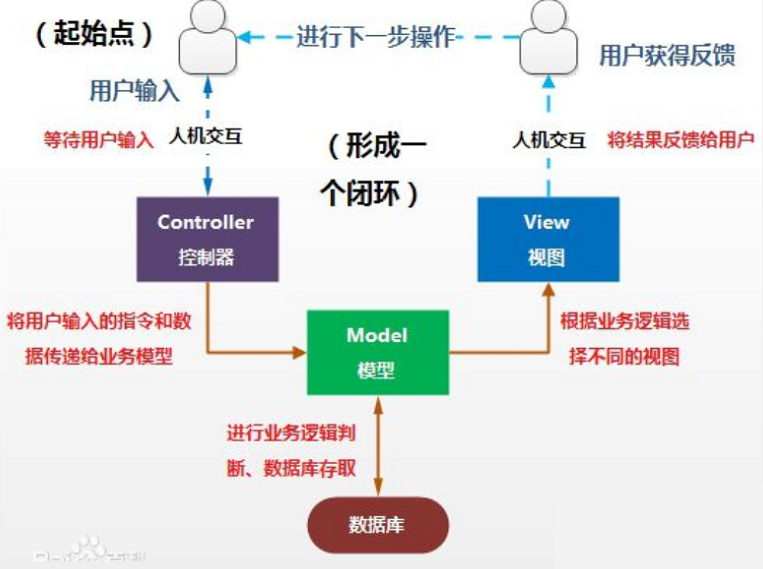 （起始点）
进行下一步操作
用户获得反馈
用户输入
等待用户输入
人机交互
（形成一
个闭环）
人机交互
将结果反馈给用户
Controller
控制器
View
视图
将用户输入的指令和数
据传递给业务模型
Model
模型
根据业务逻辑选
择不同的视图
进行业务逻辑判
断、数据库存取
数据库